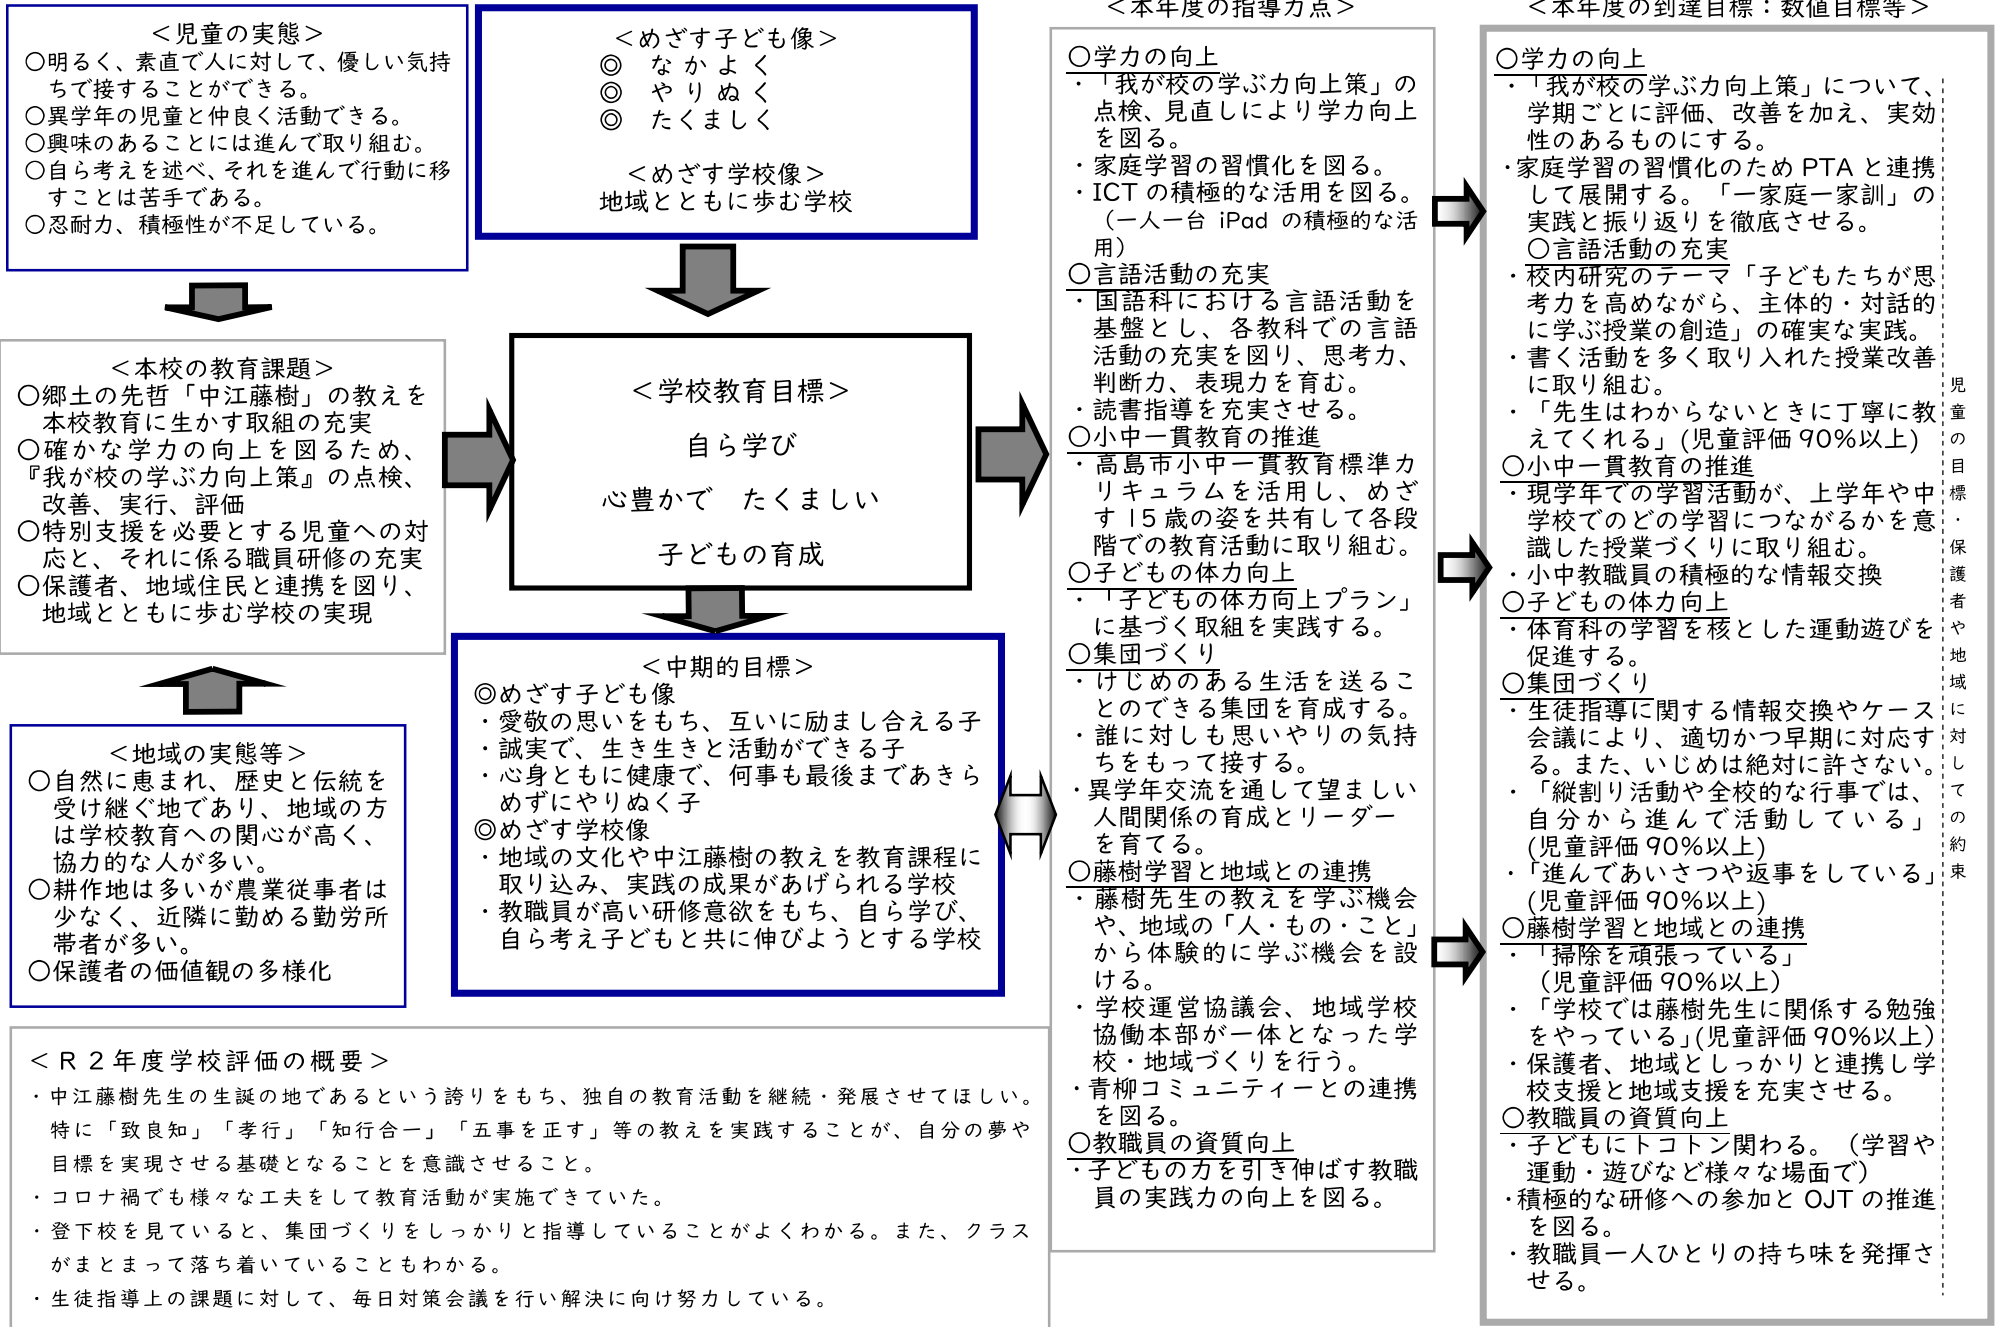 ＜児童の実態＞
〇明るく、素直で人に対して、優しい気持
ちで接することができる。
〇異学年の児童と仲良く活動できる。
〇興味のあることには進んで取り組む。
〇自ら考えを述べ、それを進んで行動に移
すことは苦手である。
〇忍耐力、積極性が不足している。
＜めざす子ども像＞
◎　な か よ く
◎　や り ぬ く
◎　たくましく
＜めざす学校像＞
地域とともに歩む学校
＜本校の教育課題＞
〇郷土の先哲「中江藤樹」の教えを
本校教育に生かす取組の充実
〇確かな学力の向上を図るため、
『我が校の学ぶ力向上策』の点検、
改善、実行、評価
〇特別支援を必要とする児童への対
応と、それに係る職員研修の充実
〇保護者、地域住民と連携を図り、
地域とともに歩む学校の実現
＜学校教育目標＞
自ら学び
心豊かで　たくましい
子どもの育成
＜地域の実態等＞
〇自然に恵まれ、歴史と伝統を
受け継ぐ地であり、地域の方
は学校教育への関心が高く、
協力的な人が多い。
〇耕作地は多いが農業従事者は
少なく、近隣に勤める勤労所
帯者が多い。
〇保護者の価値観の多様化
＜中期的目標＞
◎めざす子ども像
・愛敬の思いをもち、互いに励まし合える子
・誠実で、生き生きと活動ができる子
・心身ともに健康で、何事も最後まであきら
めずにやりぬく子
◎めざす学校像
・地域の文化や中江藤樹の教えを教育課程に
取り込み、実践の成果があげられる学校
・教職員が高い研修意欲をもち、自ら学び、
自ら考え子どもと共に伸びようとする学校
＜Ｒ２年度学校評価の概要＞
・中江藤樹先生の生誕の地であるという誇りをもち、独自の教育活動を継続・発展させてほしい。
特に「致良知」「孝行」「知行合一」「五事を正す」等の教えを実践することが、自分の夢や
目標を実現させる基礎となることを意識させること。
・コロナ禍でも様々な工夫をして教育活動が実施できていた。
・登下校を見ていると、集団づくりをしっかりと指導していることがよくわかる。また、クラス
がまとまって落ち着いていることもわかる。
・生徒指導上の課題に対して、毎日対策会議を行い解決に向け努力している。
＜本年度の指導力点＞
〇学力の向上
・「我が校の学ぶ力向上策」の
点検、見直しにより学力向上
を図る。
・家庭学習の習慣化を図る。
・ICT の積極的な活用を図る。
（一人一台 iPad の積極的な活
用）
〇言語活動の充実
・国語科における言語活動を
基盤とし、各教科での言語
活動の充実を図り、思考力、
判断力、表現力を育む。
・読書指導を充実させる。
〇小中一貫教育の推進
・高島市小中一貫教育標準カ
リキュラムを活用し、めざ
す 15 歳の姿を共有して各段
階での教育活動に取り組む。
〇子どもの体力向上
・「子どもの体力向上プラン」
に基づく取組を実践する。
〇集団づくり
・けじめのある生活を送るこ
とのできる集団を育成する。
・誰に対しも思いやりの気持
ちをもって接する。
・異学年交流を通して望ましい
人間関係の育成とリーダー
を育てる。
〇藤樹学習と地域との連携
・藤樹先生の教えを学ぶ機会
や、地域の「人・もの・こと」
から体験的に学ぶ機会を設
ける。
・学校運営協議会、地域学校
協働本部が一体となった学
校・地域づくりを行う。
・青柳コミュニティーとの連携
を図る。
〇教職員の資質向上
・子どもの力を引き伸ばす教職
員の実践力の向上を図る。
＜本年度の到達目標：数値目標等＞
〇学力の向上
・「我が校の学ぶ力向上策」について、
学期ごとに評価、改善を加え、実効
性のあるものにする。
・家庭学習の習慣化のため PTA と連携
して展開する。「一家庭一家訓」の
実践と振り返りを徹底させる。
〇言語活動の充実
・校内研究のテーマ「子どもたちが思
考力を高めながら、主体的・対話的
に学ぶ授業の創造」の確実な実践。
・書く活動を多く取り入れた授業改善
に取り組む。
・「先生はわからないときに丁寧に教
えてくれる」(児童評価 90％以上)
〇小中一貫教育の推進
・現学年での学習活動が、上学年や中
学校でのどの学習につながるかを意
識した授業づくりに取り組む。
・小中教職員の積極的な情報交換
〇子どもの体力向上
・体育科の学習を核とした運動遊びを
促進する。
〇集団づくり
・生徒指導に関する情報交換やケース
会議により、適切かつ早期に対応す
る。また、いじめは絶対に許さない。
・「縦割り活動や全校的な行事では、
自分から進んで活動している」
(児童評価 90％以上)
・「進んであいさつや返事をしている」
(児童評価 90％以上)
〇藤樹学習と地域との連携
・「掃除を頑張っている」
（児童評価 90％以上）
・「学校では藤樹先生に関係する勉強
をやっている」(児童評価 90％以上）
・保護者、地域としっかりと連携し学
校支援と地域支援を充実させる。
〇教職員の資質向上
・子どもにトコトン関わる。（学習や
運動・遊びなど様々な場面で）
・積極的な研修への参加と OJT の推進
を図る。
・教職員一人ひとりの持ち味を発揮さ
せる。
児童の目標・保護者や地域に対しての約束